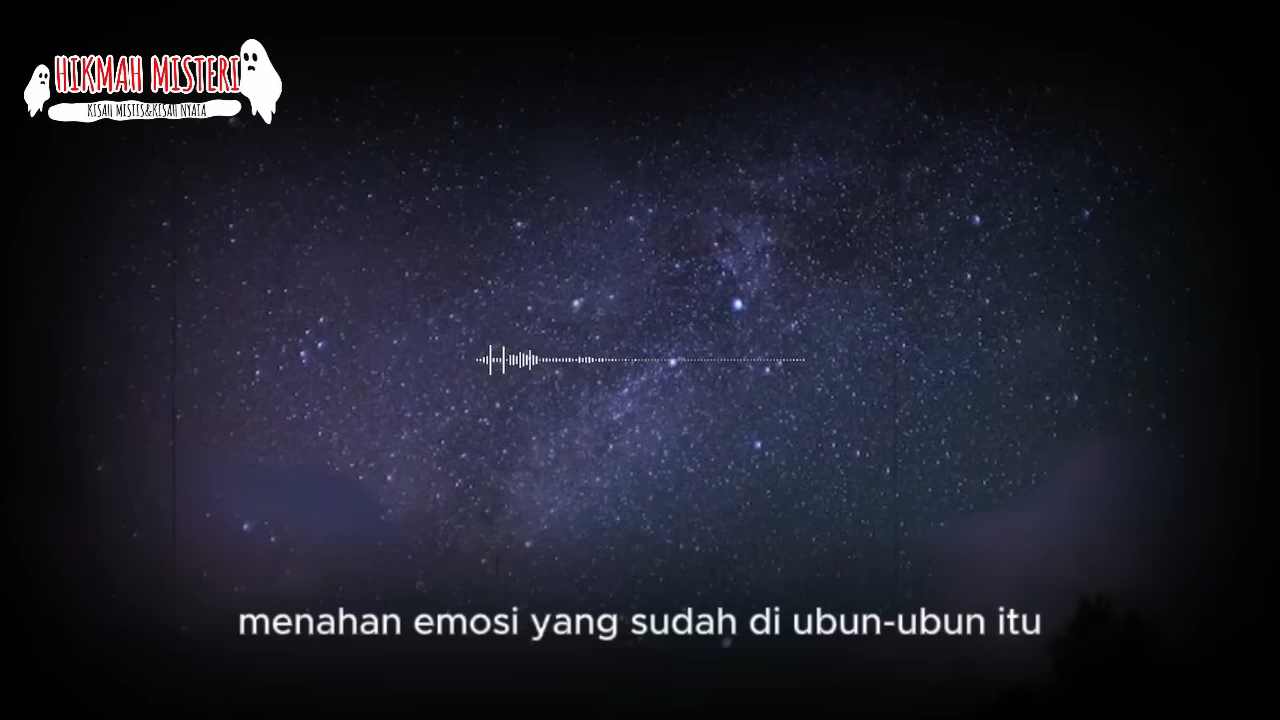 HIKMAH MISTERI
KISAH MISTIS&KISAH NYATA
menahan emosi yang sudah di ubun-ubun itu